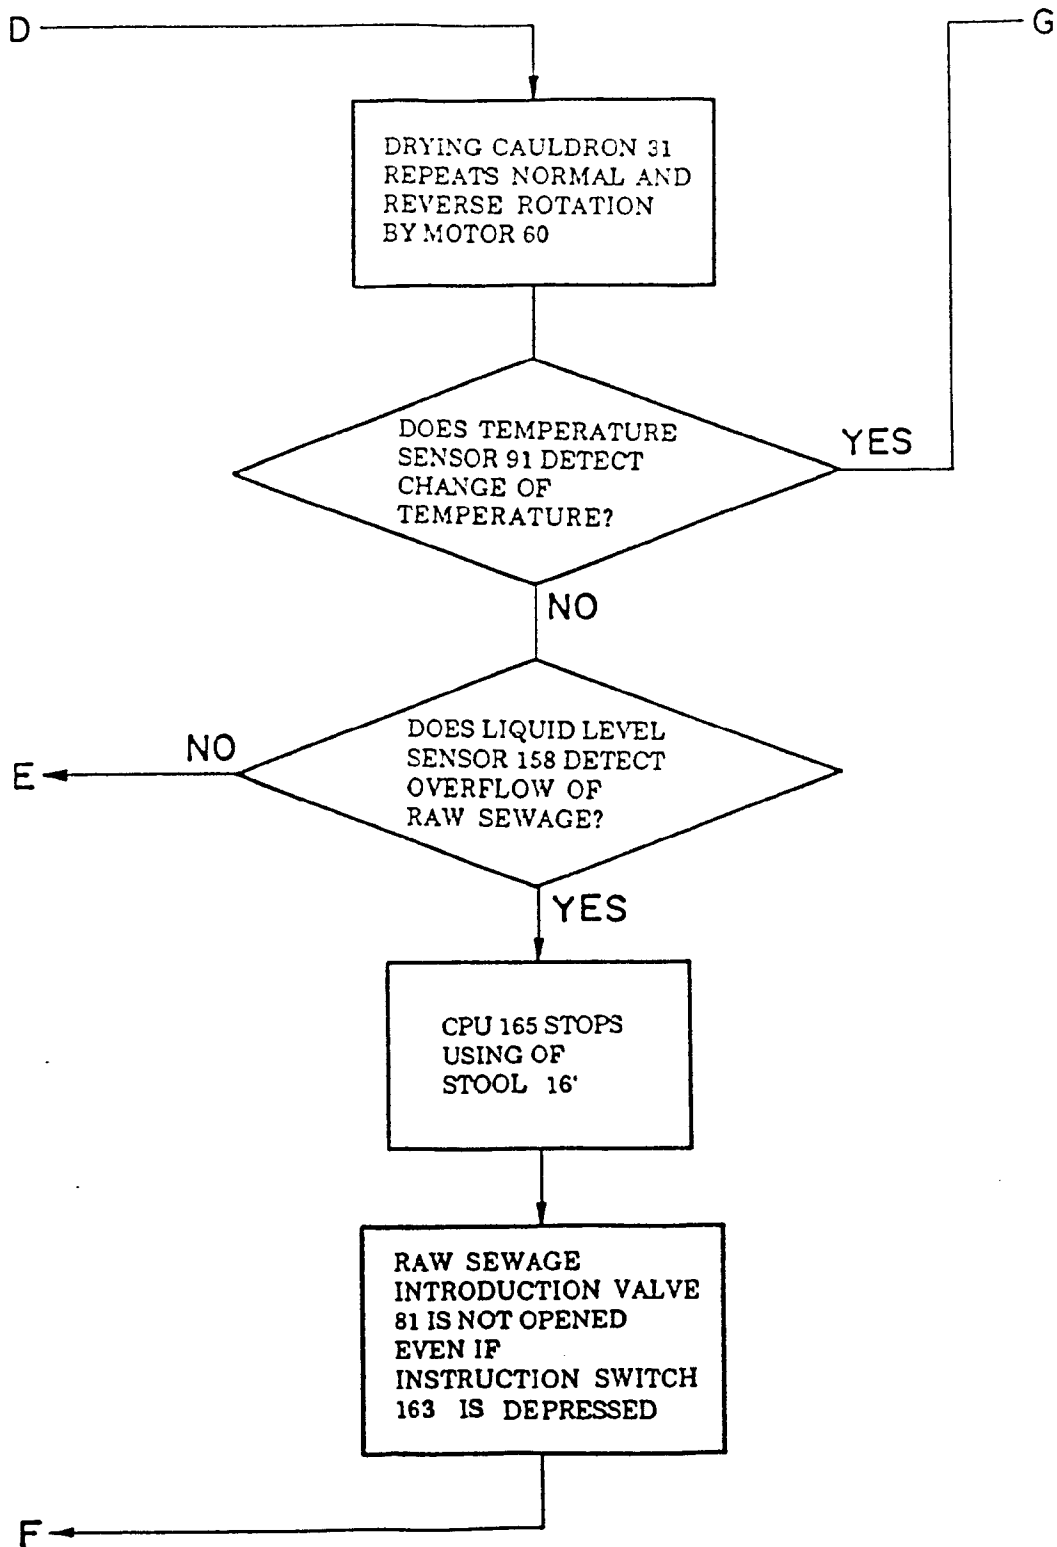 D
G
DRYING CAULDRON 31
REPEATS NORMAL AND
REVERSE ROTATION
BY MOTOR 60
DOES TEMPERATURE
SENSOR 91 DETECT
CHANGE OF
TEMPERATURE?
YES
NO
DOES LIQUID LEVEL
SENSOR 158 DETECT
OVERFLOW OF
RAW SEWAGE?
NO
E
YES
CPU 165 STOPS
USING OF
STOOL 16'
RAW SEWAGE
INTRODUCTION VALVE
81 IS NOT OPENED
EVEN IF
INSTRUCTION SWITCH
163 IS DEPRESSED
F